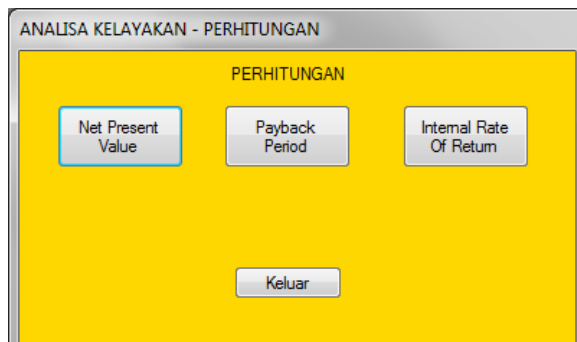 ANALISA KELAYAKAN - PERHITUNGAN
PERHITUNGAN
Net Present
Value
Payback
Period
Internal Rate
Of Return
Keluar